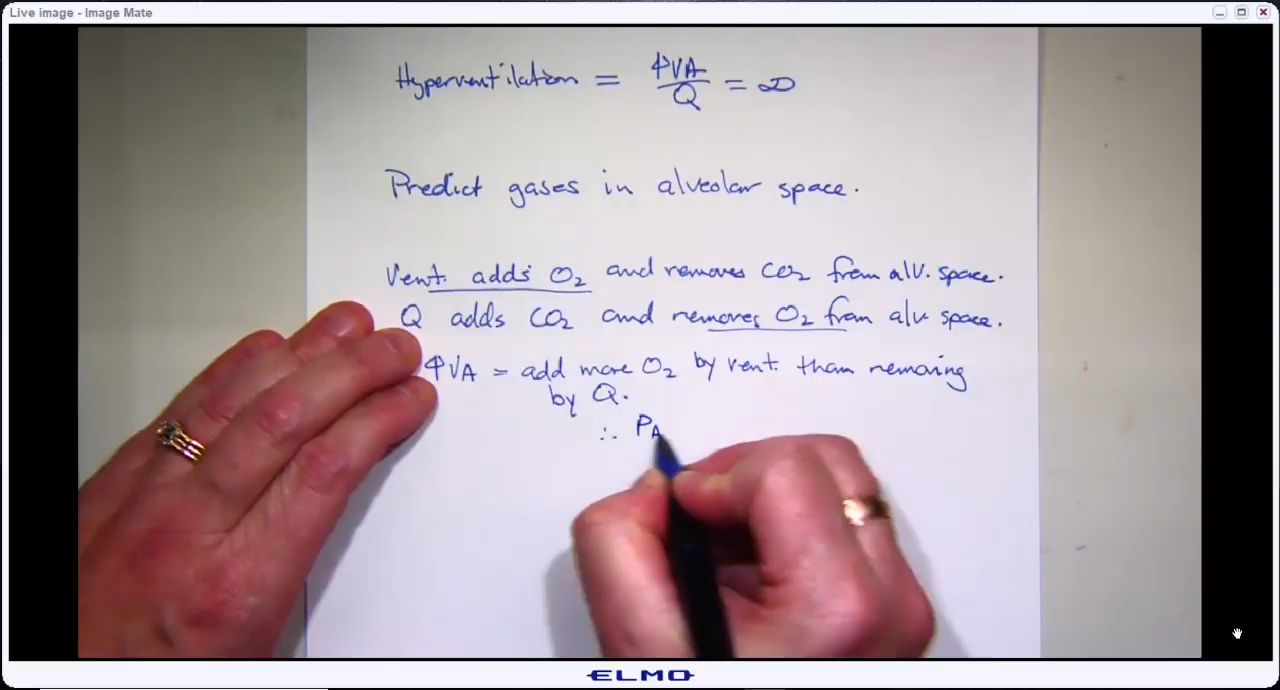 Live image - Image Mate
Hyperventilation = ↑VA/Q = ∞
Predict gases in alveolar space.
Vent. adds O₂ and removes CO₂ from alv. space.
Q adds CO₂ and removes O₂ from alv. space.
↑VA = add more O₂ by vent. than removing
by Q.
∴ PA
ELMO